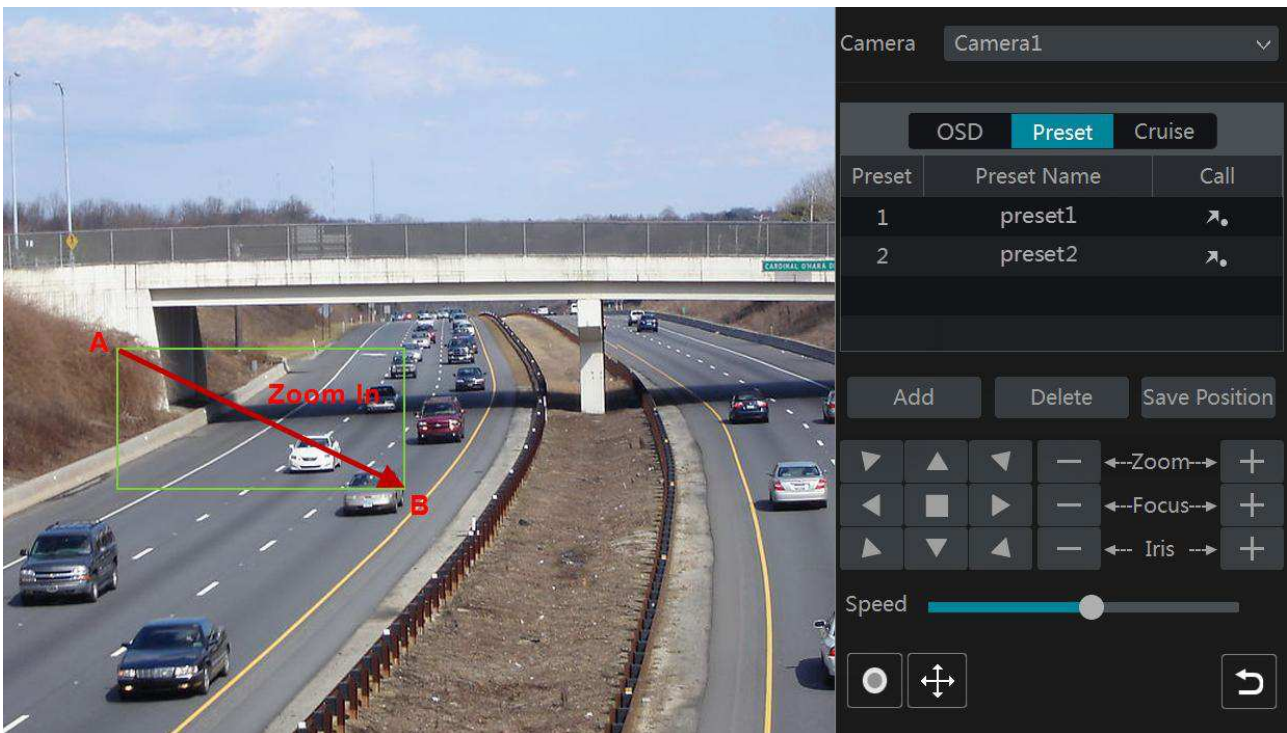 Camera Camera1
OSD Preset Cruise
Preset Preset Name Call
1 preset1
2 preset2
CARDINAL OHARA D
A
Zoom In
B
Add Delete Save Position
Zoom
Focus
Iris
Speed